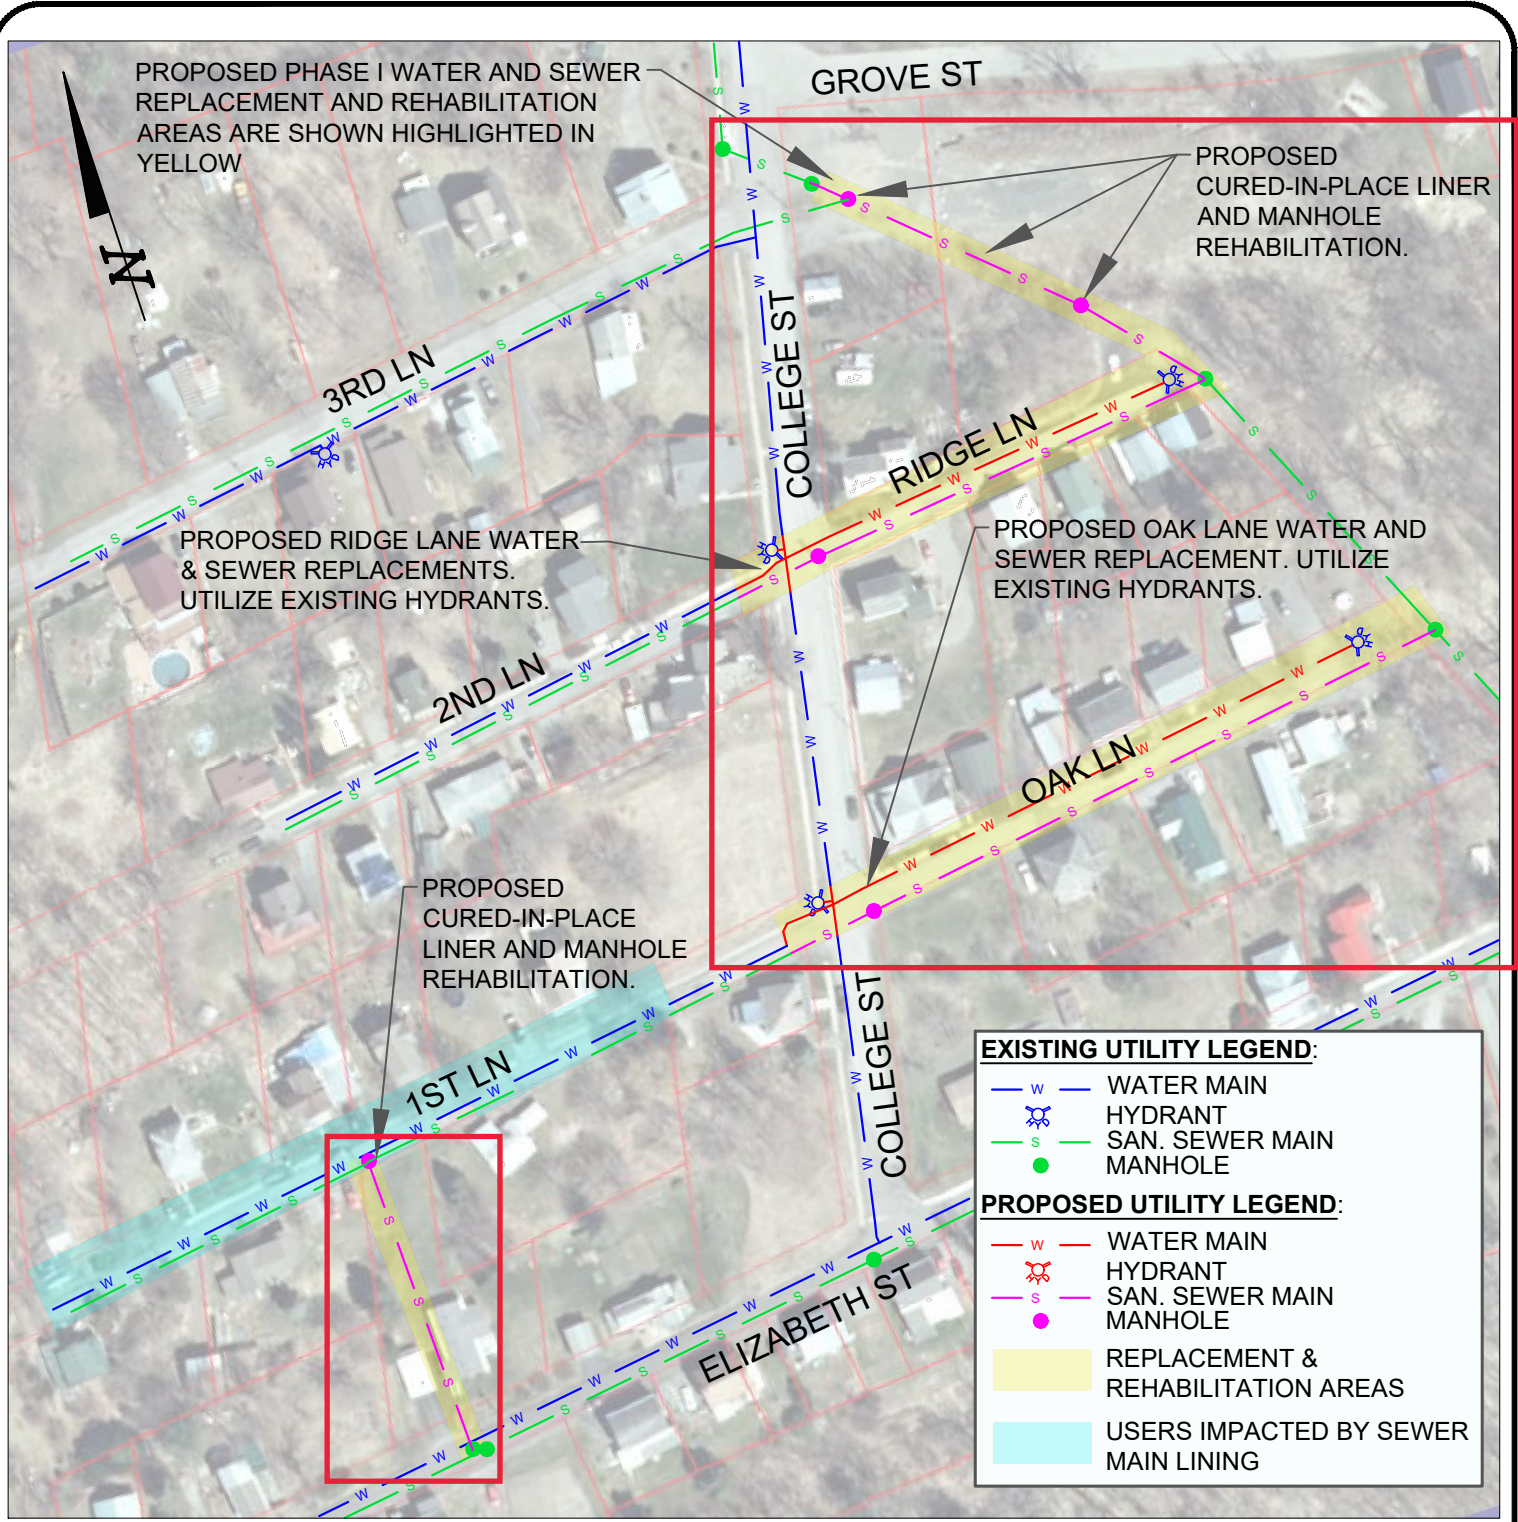 PROPOSED PHASE I WATER AND SEWER
REPLACEMENT AND REHABILITATION
AREAS ARE SHOWN HIGHLIGHTED IN
YELLOW
GROVE ST
PROPOSED
CURED-IN-PLACE LINER
AND MANHOLE
REHABILITATION.
N
3RD LN
COLLEGE ST
RIDGE LN
PROPOSED RIDGE LANE WATER
& SEWER REPLACEMENTS.
UTILIZE EXISTING HYDRANTS.
PROPOSED OAK LANE WATER AND
SEWER REPLACEMENT. UTILIZE
EXISTING HYDRANTS.
2ND LN
OAK LN
PROPOSED
CURED-IN-PLACE
LINER AND MANHOLE
REHABILITATION.
1ST LN
COLLEGE ST
ELIZABETH ST
EXISTING UTILITY LEGEND:
W WATER MAIN
HYDRANT
S SAN. SEWER MAIN
MANHOLE
PROPOSED UTILITY LEGEND:
W WATER MAIN
HYDRANT
S SAN. SEWER MAIN
MANHOLE
REPLACEMENT &
REHABILITATION AREAS
USERS IMPACTED BY SEWER
MAIN LINING